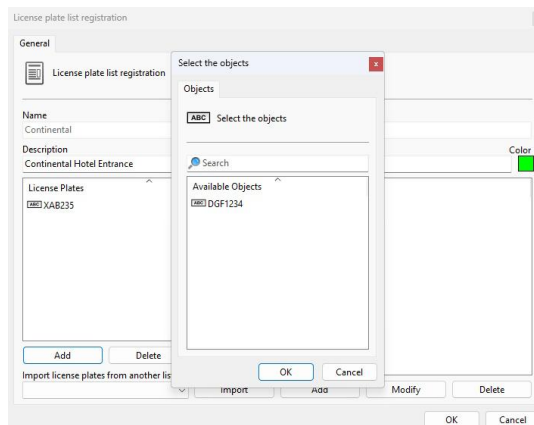 License plate list registration
General
License plate list registration
Name
Continental
Description
Continental Hotel Entrance
Color
License Plates
ABC XAB235
Add
Delete
Import license plates from another lis
Import
Add
Modify
Delete
OK
Cancel
Select the objects
x
Objects
ABC Select the objects
Search
Available Objects
ABC DGF1234
OK
Cancel